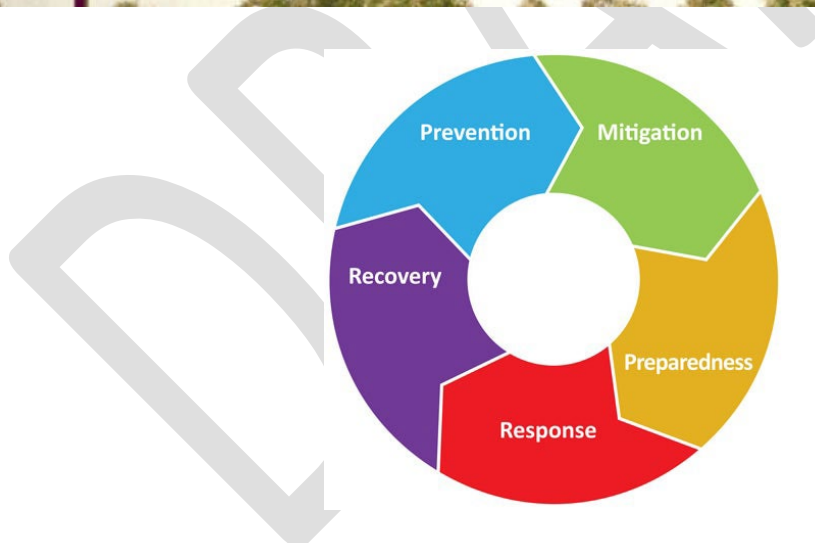 Prevention
Mitigation
Preparedness
Response
Recovery